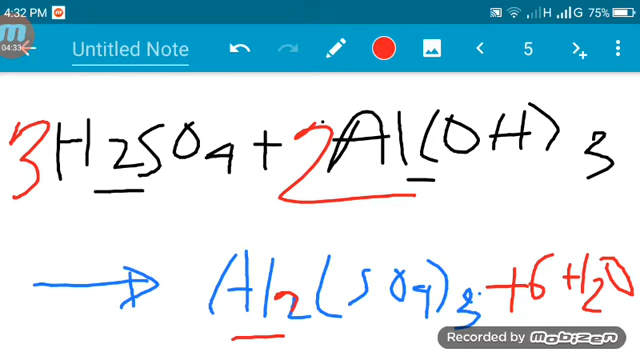 4:32 PM H G 75%
04:33 Untitled Note 5
3H2SO4+2Al(OH)3
Al2(SO4)3+6H2O
Recorded by mobizen